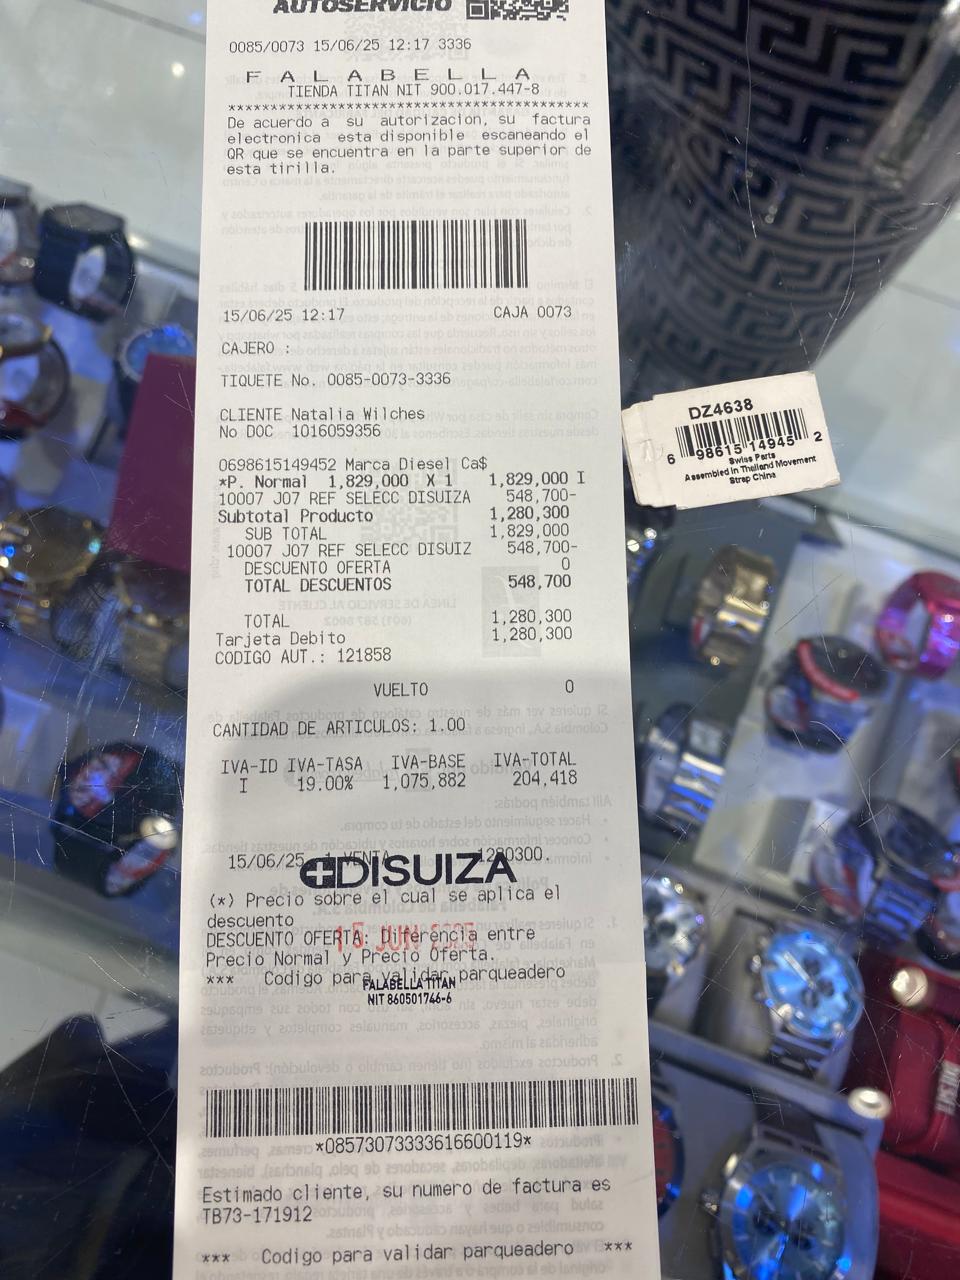 AUTOSERVICIO
0085/0073 15/06/25 12:17 3336
F A L A B E L L A
TIENDA TITAN NIT 900.017.447-8
De acuerdo a su autorizacion, su factura
electronica esta disponible escaneando el
QR que se encuentra en la parte superior de
esta tirilla.
15/06/25 12:17 CAJA 0073
CAJERO :
TIQUETE No. 0085-0073-3336
CLIENTE Natalia Wilches
No DOC 1016059356
0698615149452 Marca Diesel Ca$
*P. Normal 1,829,000 X 1 1,829,000 I
10007 J07 REF SELECC DISUIZA 548,700-
Subtotal Producto 1,280,300
SUB TOTAL 1,829,000
10007 J07 REF SELECC DISUIZ 548,700-
DESCUENTO OFERTA 0
TOTAL DESCUENTOS 548,700
TOTAL 1,280,300
Tarjeta Debito 1,280,300
CODIGO AUT.: 121858
VUELTO 0
CANTIDAD DE ARTICULOS: 1.00
IVA-ID IVA-TASA IVA-BASE IVA-TOTAL
I 19.00% 1,075,882 204,418
15/06/25 VENTA 1280300.
DISUIZA
(*) Precio sobre el cual se aplica el
descuento
DESCUENTO OFERTA: Diferencia entre
15 JUN
Precio Normal y Precio Oferta.
*** Codigo para validar parqueadero
FALABELLA TITAN
NIT 860501746-6
*08573073333616600119*
Estimado cliente, su numero de factura es
TB73-171912
*** Codigo para validar parqueadero ***
DZ4638
6 98615 14945 2
Swiss Parts
Assembled in Thailand Movement
Strap China